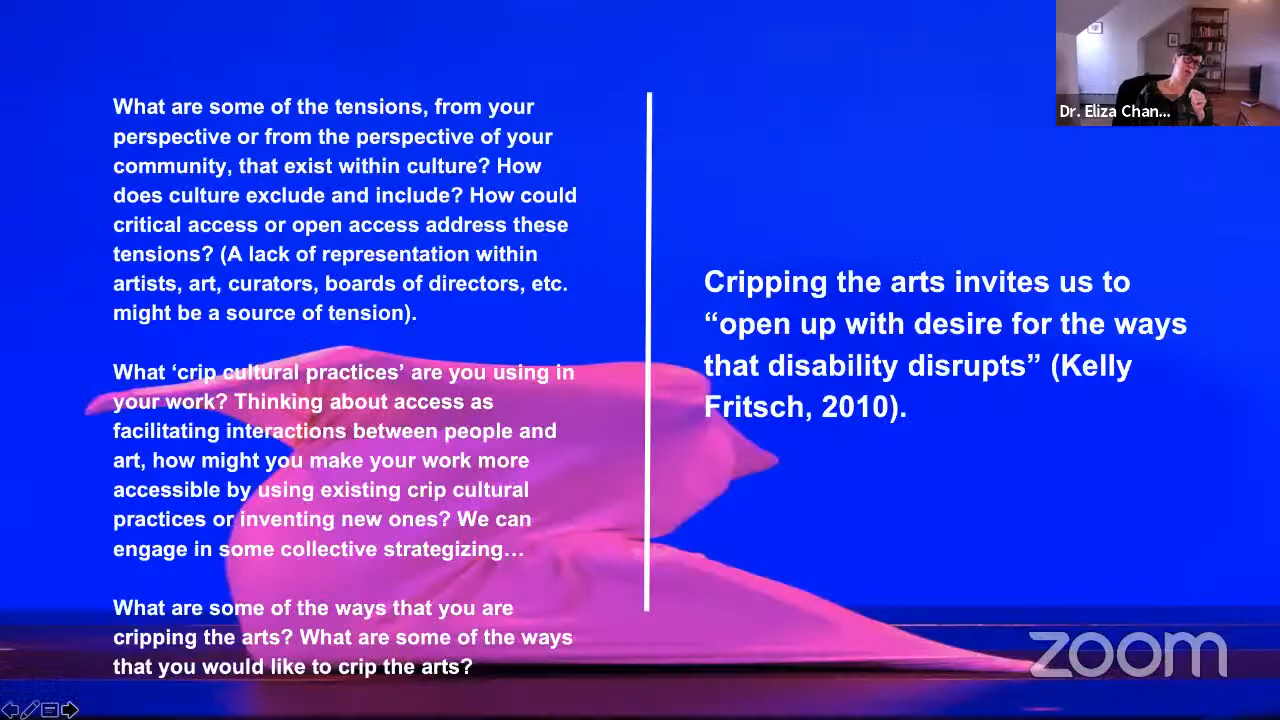 What are some of the tensions, from your
perspective or from the perspective of your
community, that exist within culture? How
does culture exclude and include? How could
critical access or open access address these
tensions? (A lack of representation within
artists, art, curators, boards of directors, etc.
might be a source of tension).
What ‘crip cultural practices’ are you using in
your work? Thinking about access as
facilitating interactions between people and
art, how might you make your work more
accessible by using existing crip cultural
practices or inventing new ones? We can
engage in some collective strategizing…
What are some of the ways that you are
cripping the arts? What are some of the ways
that you would like to crip the arts?
Cripping the arts invites us to
“open up with desire for the ways
that disability disrupts” (Kelly
Fritsch, 2010).
Dr. Eliza Chan...
zoom